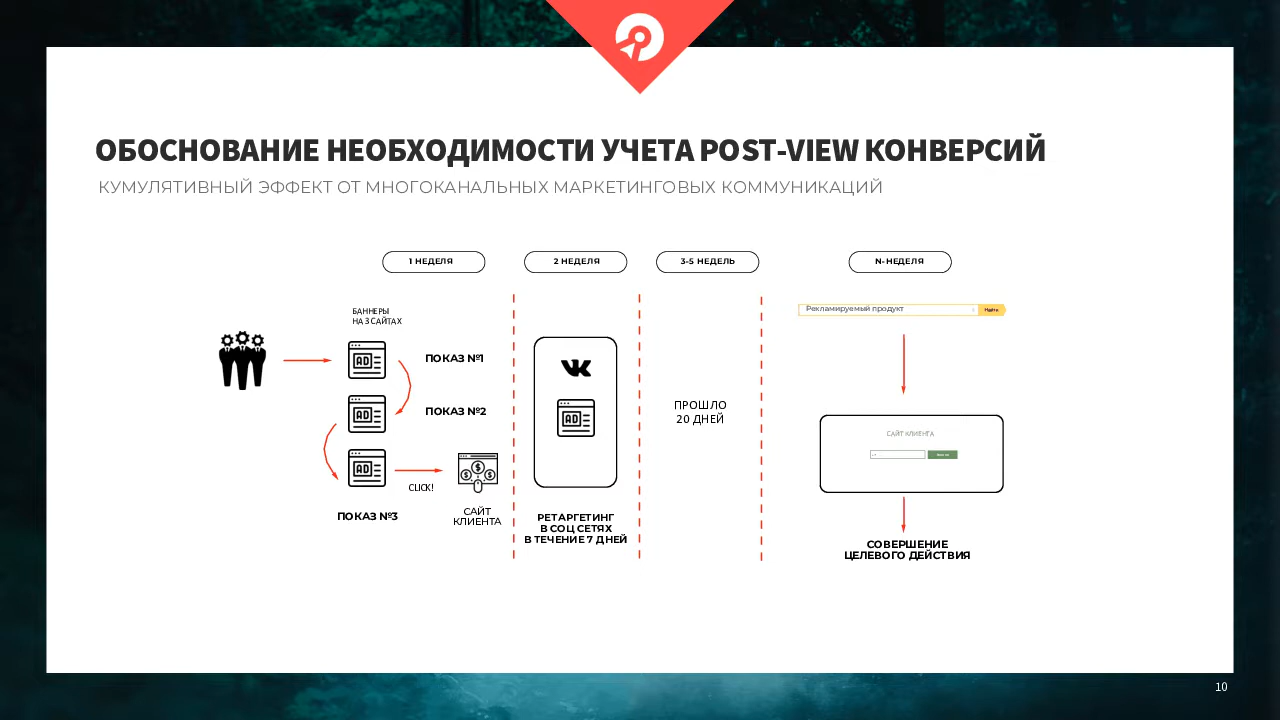 ОБОСНОВАНИЕ НЕОБХОДИМОСТИ УЧЕТА POST-VIEW КОНВЕРСИЙ
КУМУЛЯТИВНЫЙ ЭФФЕКТ ОТ МНОГОКАНАЛЬНЫХ МАРКЕТИНГОВЫХ КОММУНИКАЦИЙ
1 НЕДЕЛЯ
2 НЕДЕЛЯ
3-5 НЕДЕЛЬ
N-НЕДЕЛЯ
БАННЕРЫ
НА 3 САЙТАХ
AD
ПОКАЗ №1
AD
ПОКАЗ №2
AD
CLICK!
ПОКАЗ №3
САЙТ
КЛИЕНТА
AD
РЕТАРГЕТИНГ
В СОЦ СЕТЯХ
В ТЕЧЕНИЕ 7 ДНЕЙ
ПРОШЛО
20 ДНЕЙ
Рекламируемый продукт
Найти
САЙТ КЛИЕНТА
СОВЕРШЕНИЕ
ЦЕЛЕВОГО ДЕЙСТВИЯ
10